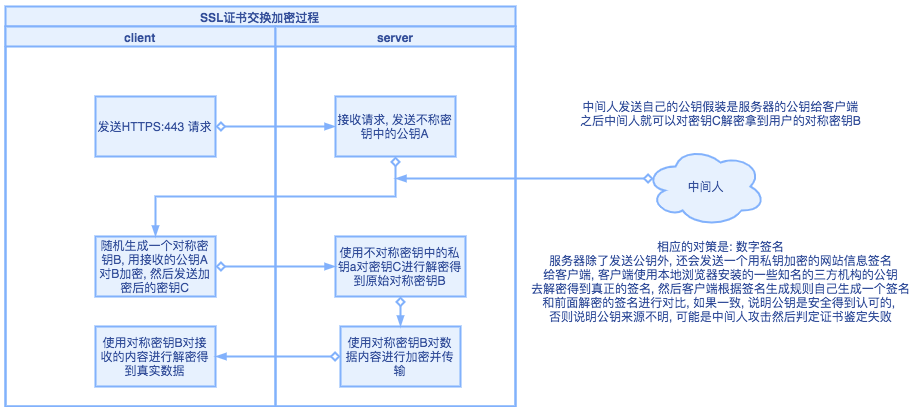 SSL证书交换加密过程
client
server
发送HTTPS:443 请求
接收请求, 发送不称密
钥中的公钥A
中间人发送自己的公钥假装是服务器的公钥给客户端
之后中间人就可以对密钥C解密拿到用户的对称密钥B
中间人
随机生成一个对称密
钥B, 用接收的公钥A
对B加密, 然后发送加
密后的密钥C
使用不对称密钥中的私
钥a对密钥C进行解密得
到原始对称密钥B
相应的对策是: 数字签名
服务器除了发送公钥外, 还会发送一个用私钥加密的网站信息签名
给客户端, 客户端使用本地浏览器安装的一些知名的三方机构的公钥
去解密得到真正的签名, 然后客户端根据签名生成规则自己生成一个签名
和前面解密的签名进行对比, 如果一致, 说明公钥是安全得到认可的,
否则说明公钥来源不明, 可能是中间人攻击然后判定证书鉴定失败
使用对称密钥B对接
收的内容进行解密得
到真实数据
使用对称密钥B对数
据内容进行加密并传
输